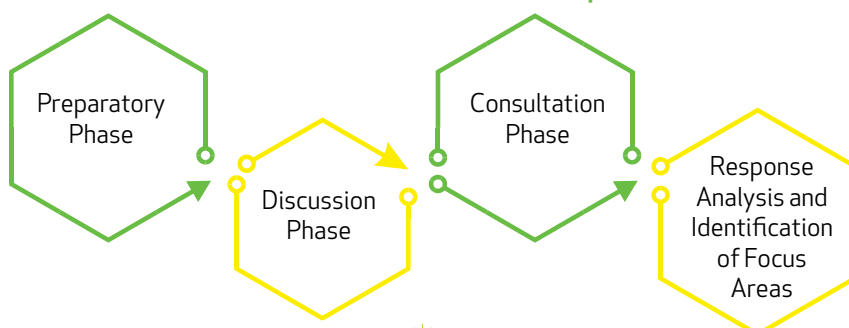 Preparatory
Phase
Discussion
Phase
Consultation
Phase
Response
Analysis and
Identification
of Focus
Areas